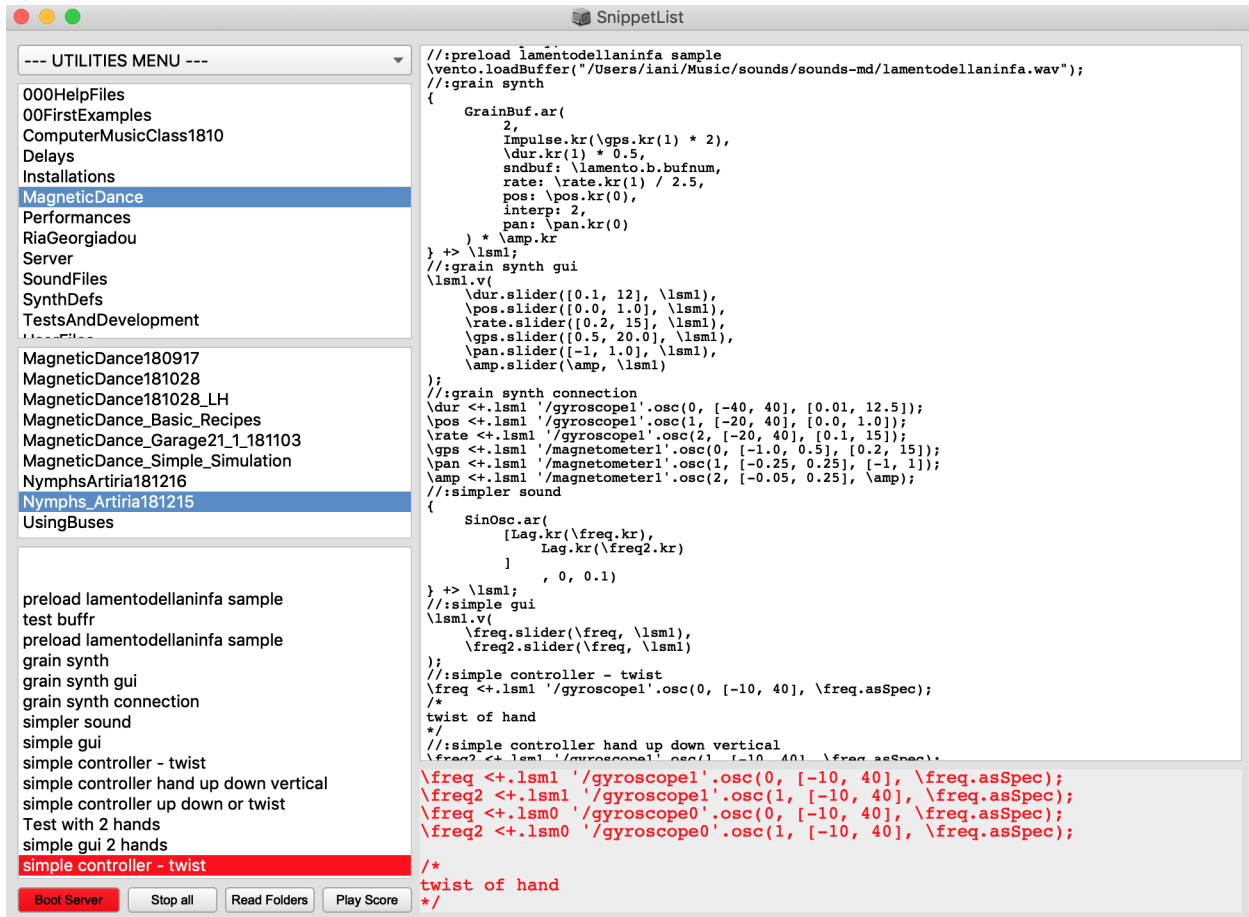 SnippetList
--- UTILITIES MENU ---
000HelpFiles
00FirstExamples
ComputerMusicClass1810
Delays
Installations
MagneticDance
Performances
RiaGeorgiadou
Server
SoundFiles
SynthDefs
TestsAndDevelopment
MagneticDance180917
MagneticDance181028
MagneticDance181028_LH
MagneticDance_Basic_Recipes
MagneticDance_Garage21_1_181103
MagneticDance_Simple_Simulation
NymphsArtiria181216
Nymphs_Artiria181215
UsingBuses
preload lamentodellaninfa sample
test buffr
preload lamentodellaninfa sample
grain synth
grain synth gui
grain synth connection
simpler sound
simple gui
simple controller - twist
simple controller hand up down vertical
simple controller up down or twist
Test with 2 hands
simple gui 2 hands
simple controller - twist
Boot Server
Stop all
Read Folders
Play Score
//:preload lamentodellaninfa sample
\vento.loadBuffer("/Users/iani/Music/sounds/sounds-md/lamentodellaninfa.wav");
//:grain synth
{
GrainBuf.ar(
2,
Impulse.kr(\gps.kr(1) * 2),
\dur.kr(1) * 0.5,
sndbuf: \lamento.b.bufnum,
rate: \rate.kr(1) / 2.5,
pos: \pos.kr(0),
interp: 2,
pan: \pan.kr(0)
) * \amp.kr
} +> \lsm1;
//:grain synth gui
\lsm1.v(
\dur.slider([0.1, 12], \lsm1),
\pos.slider([0.0, 1.0], \lsm1),
\rate.slider([0.2, 15], \lsm1),
\gps.slider([0.5, 20.0], \lsm1),
\pan.slider([-1, 1.0], \lsm1),
\amp.slider(\amp, \lsm1)
);
//:grain synth connection
\dur <+.lsm1 '/gyroscope1'.osc(0, [-40, 40], [0.01, 12.5]);
\pos <+.lsm1 '/gyroscope1'.osc(1, [-20, 40], [0.0, 1.0]);
\rate <+.lsm1 '/gyroscope1'.osc(2, [-20, 40], [0.1, 15]);
\gps <+.lsm1 '/magnetometer1'.osc(0, [-1.0, 0.5], [0.2, 15]);
\pan <+.lsm1 '/magnetometer1'.osc(1, [-0.25, 0.25], [-1, 1]);
\amp <+.lsm1 '/magnetometer1'.osc(2, [-0.05, 0.25], \amp);
//:simpler sound
{
SinOsc.ar(
[Lag.kr(\freq.kr),
Lag.kr(\freq2.kr)
]
, 0, 0.1)
} +> \lsm1;
//:simple gui
\lsm1.v(
\freq.slider(\freq, \lsm1),
\freq2.slider(\freq, \lsm1)
);
//:simple controller - twist
\freq <+.lsm1 '/gyroscope1'.osc(0, [-10, 40], \freq.asSpec);
/*
twist of hand
*/
//:simple controller hand up down vertical
\freq2 <+.lsm1 '/gyroscope1'.osc(1, [-10, 40], \freq.asSpec);
\freq <+.lsm1 '/gyroscope1'.osc(0, [-10, 40], \freq.asSpec);
\freq2 <+.lsm1 '/gyroscope1'.osc(1, [-10, 40], \freq.asSpec);
\freq <+.lsm0 '/gyroscope0'.osc(0, [-10, 40], \freq.asSpec);
\freq2 <+.lsm0 '/gyroscope0'.osc(1, [-10, 40], \freq.asSpec);
/*
twist of hand
*/